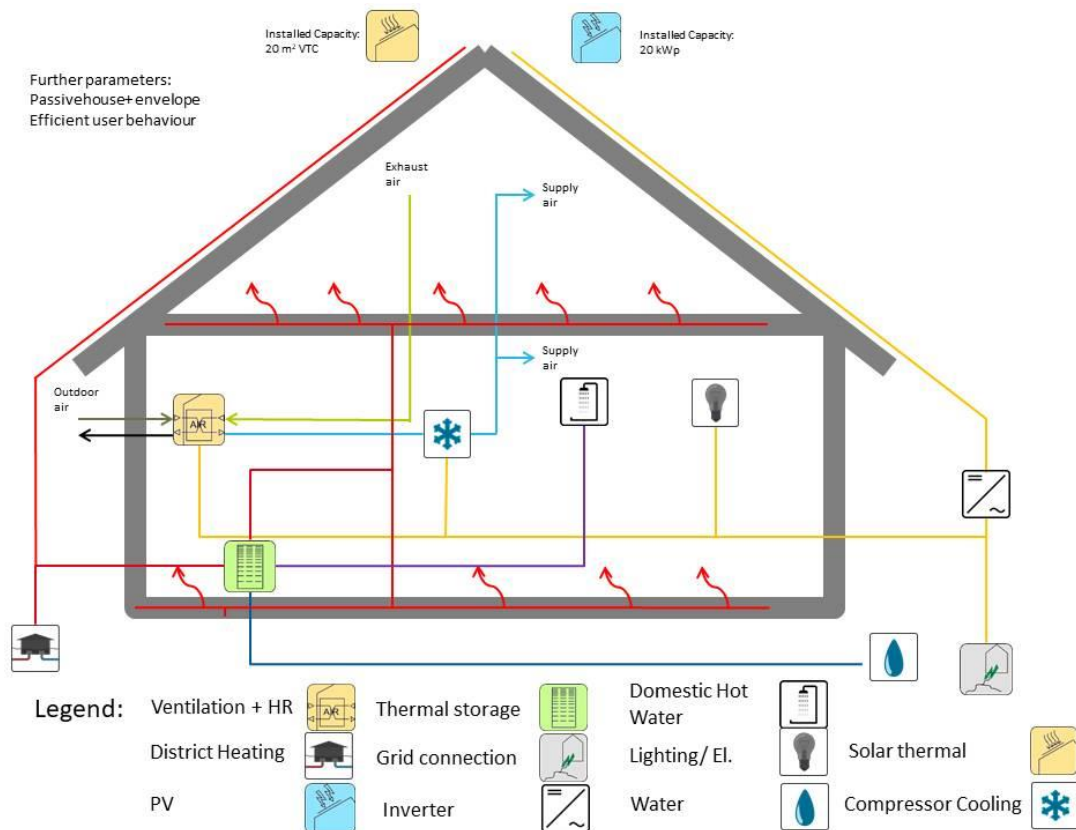 Installed Capacity:
20 m² VTC
Installed Capacity:
20 kWp
Further parameters:
Passivehouse+ envelope
Efficient user behaviour
Exhaust
air
Supply
air
Supply
air
Outdoor
air
AIR
Legend:
Ventilation + HR
AIR
Thermal storage
Domestic Hot
Water
District Heating
Grid connection
Lighting/ El.
Solar thermal
PV
Inverter
Water
Compressor Cooling